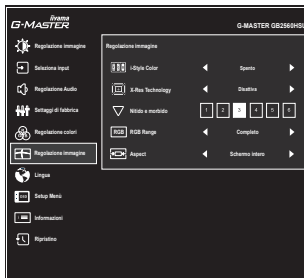 iiyama
G-MASTER
G-MASTER GB2560HSU
Regolazione immagine
Seleziona input
Regolazione Audio
Settaggi di fabbrica
Regolazione colori
Regolazione immagine
Lingua
OSD Setup Menù
i Informazioni
Ripristino
Regolazione immagine
i-Style Color Spento
X-Res Technology Disattiva
Nitido e morbido 1 2 3 4 5 6
RGB RGB Range Completo
Aspect Schermo intero